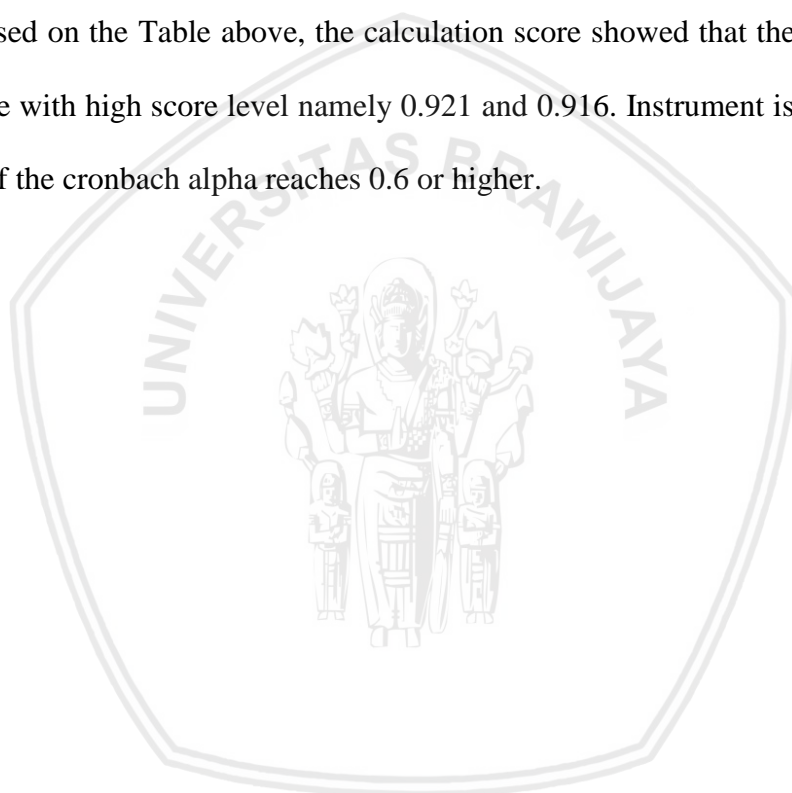 sed on the Table above, the calculation score showed that the
e with high score level namely 0.921 and 0.916. Instrument is
f the cronbach alpha reaches 0.6 or higher.
UNIVERSITAS BRAWIJAYA